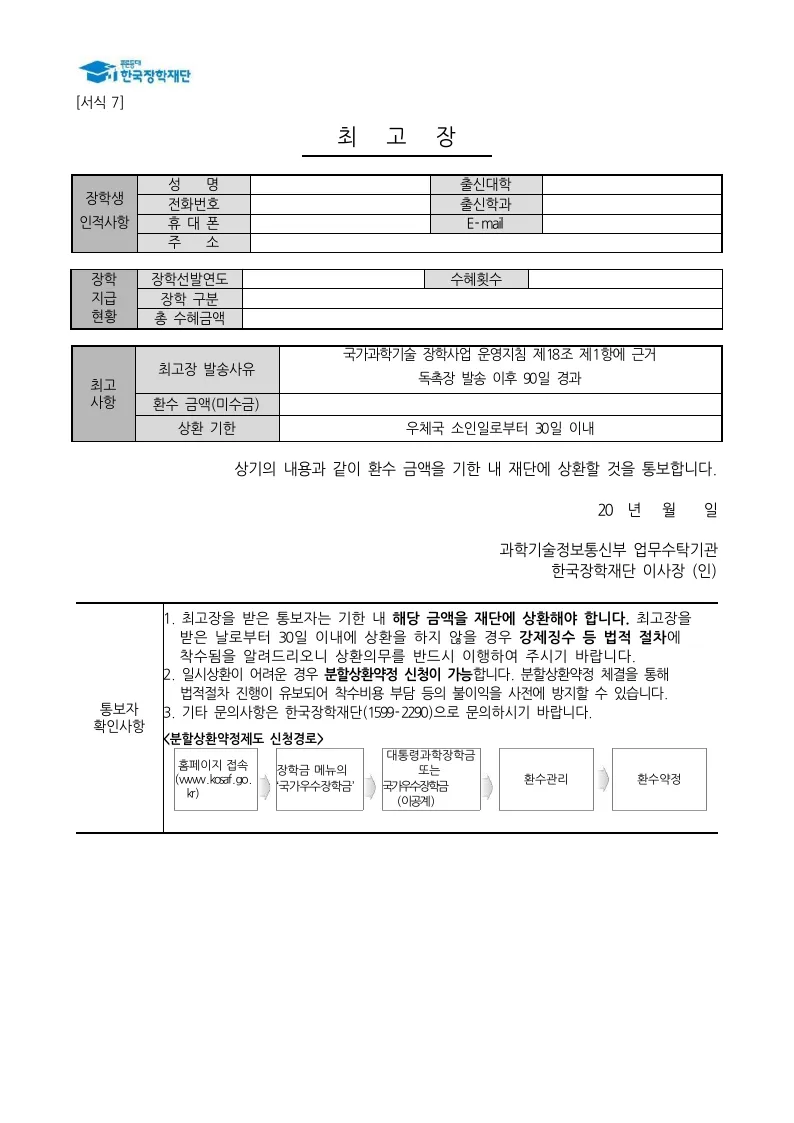 푸른등대
한국장학재단
[서식 7]
최 고 장
장학생
인적사항
성 명
출신대학
전화번호
출신학과
휴 대 폰
E-mail
주 소
장학
지급
현황
장학선발연도
수혜횟수
장학 구분
총 수혜금액
최고
사항
최고장 발송사유
국가과학기술 장학사업 운영지침 제18조 제1항에 근거
독촉장 발송 이후 90일 경과
환수 금액(미수금)
상환 기한
우체국 소인일로부터 30일 이내
상기의 내용과 같이 환수 금액을 기한 내 재단에 상환할 것을 통보합니다.
20 년 월 일
과학기술정보통신부 업무수탁기관
한국장학재단 이사장 (인)
통보자
확인사항
1. 최고장을 받은 통보자는 기한 내 해당 금액을 재단에 상환해야 합니다. 최고장을
받은 날로부터 30일 이내에 상환을 하지 않을 경우 강제징수 등 법적 절차에
착수됨을 알려드리오니 상환의무를 반드시 이행하여 주시기 바랍니다.
2. 일시상환이 어려운 경우 분할상환약정 신청이 가능합니다. 분할상환약정 체결을 통해
법적절차 진행이 유보되어 착수비용 부담 등의 불이익을 사전에 방지할 수 있습니다.
3. 기타 문의사항은 한국장학재단(1599-2290)으로 문의하시기 바랍니다.
<분할상환약정제도 신청경로>
홈페이지 접속
(www.kosaf.go.
kr)
장학금 메뉴의
'국가우수장학금'
대통령과학장학금
또는
국가우수장학금
(이공계)
환수관리
환수약정